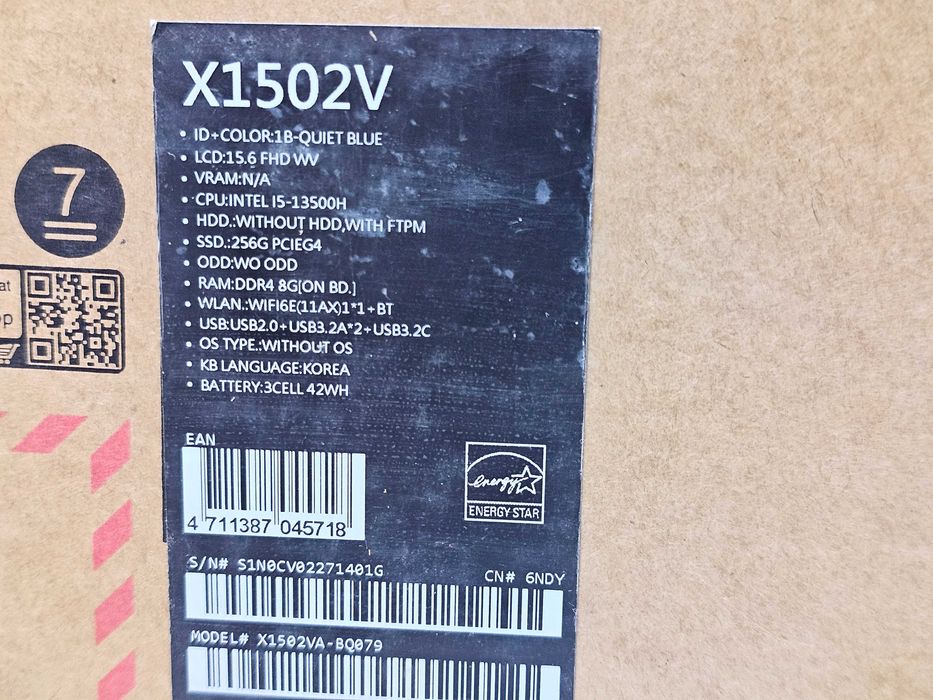 X1502V
• ID+COLOR:1B-QUIET BLUE
• LCD:15.6 FHD WV
• VRAM:N/A
• CPU:INTEL I5-13500H
• HDD.:WITHOUT HDD,WITH FTPM
• SSD.:256G PCIEG4
• ODD:WO ODD
• RAM:DDR4 8G[ON BD.]
• WLAN.:WIFI6E(11AX)1*1+BT
• USB:USB2.0+USB3.2A*2+USB3.2C
• OS TYPE.:WITHOUT OS
• KB LANGUAGE:KOREA
• BATTERY:3CELL 42WH
7
at
p
EAN
4 711387 045718
energy
ENERGY STAR
S/N# S1N0CV02271401G
CN# 6NDY
MODEL# X1502VA-BQ079